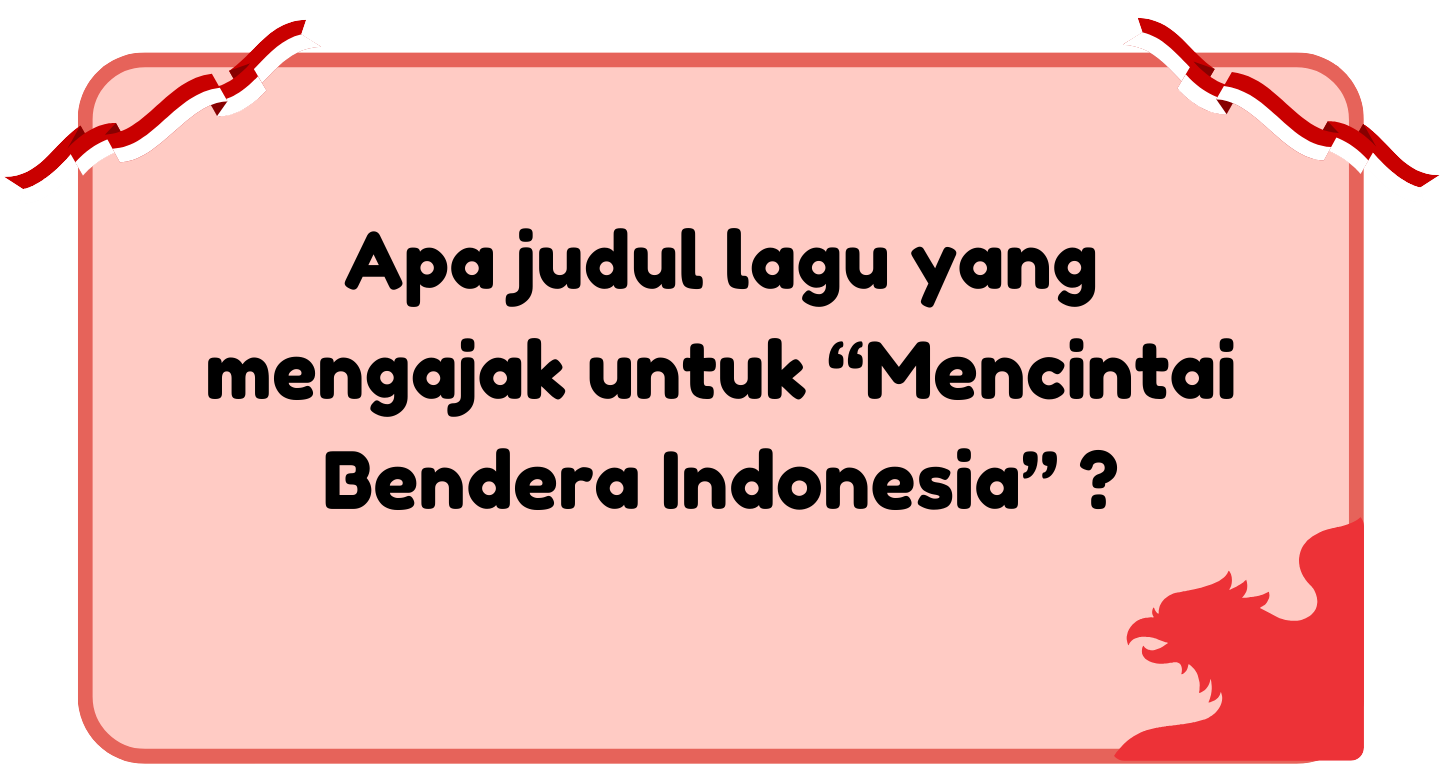 Apa judul lagu yang
mengajak untuk “Mencintai
Bendera Indonesia” ?